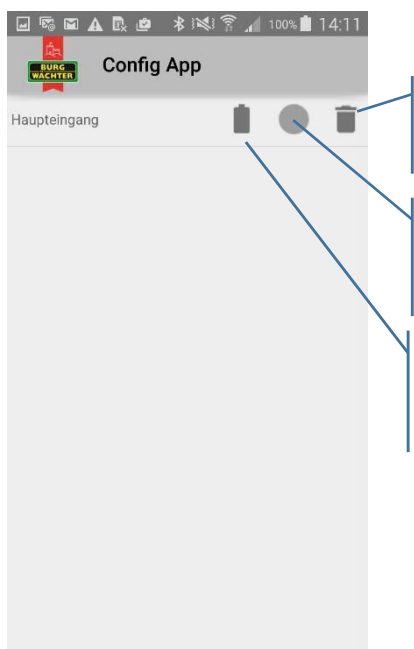 100% 14:11
BURG
WÄCHTER
Config App
Haupteingang